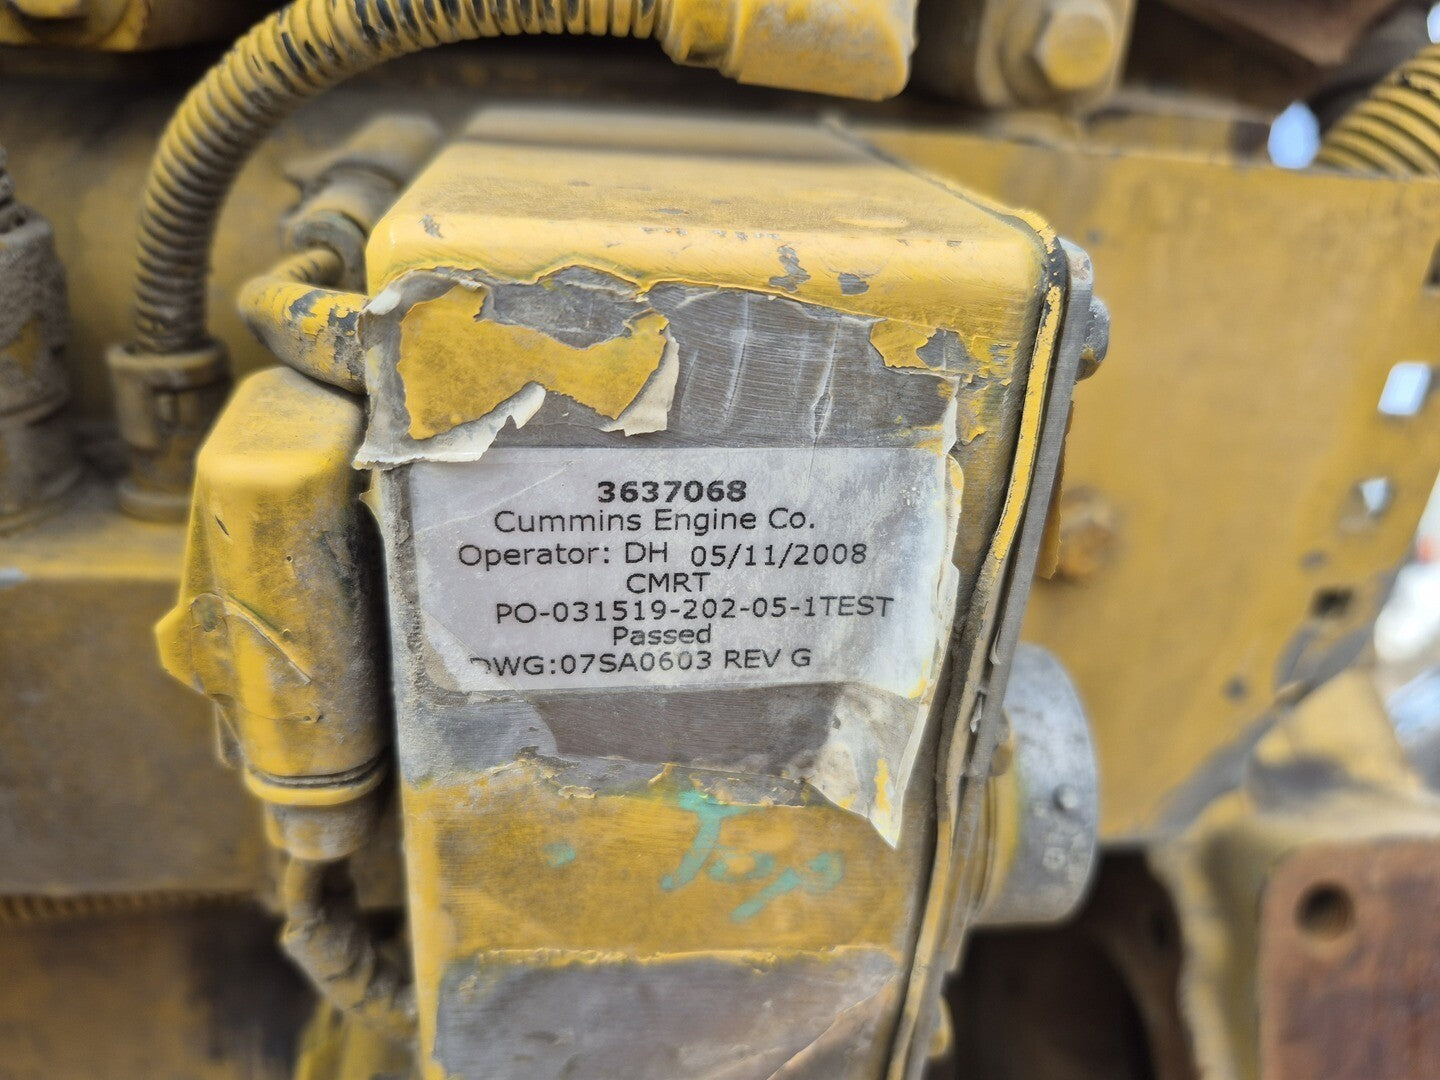 3637068
Cummins Engine Co.
Operator: DH 05/11/2008
CMRT
PO-031519-202-05-1TEST
Passed
DWG:07SA0603 REV G
Top